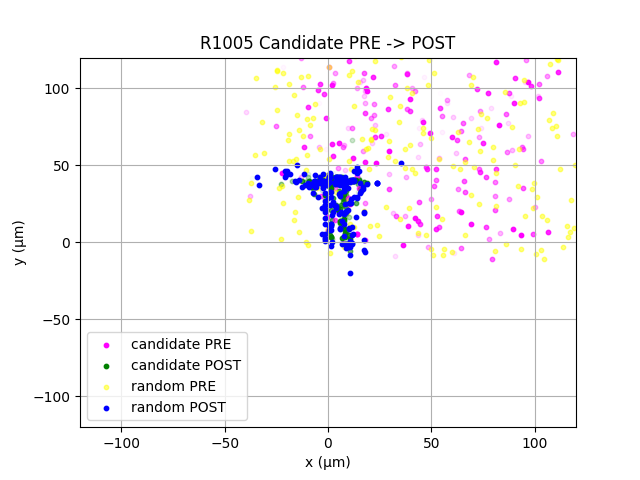 R1005 Candidate PRE -> POST
y (μm)
100
50
0
−50
−100
candidate PRE
candidate POST
random PRE
random POST
−100 −50 0 50 100
x (μm)